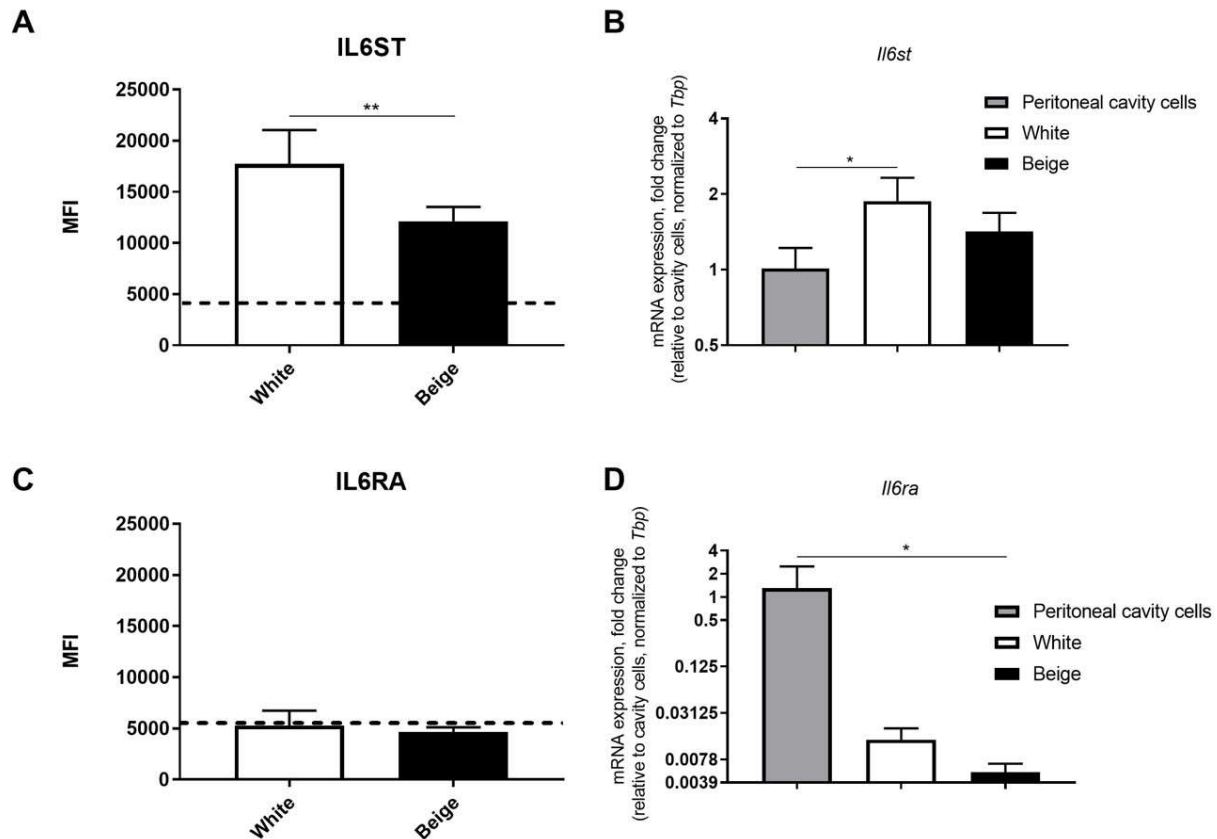 A
IL6ST
25000
20000
15000
10000
5000
0
MFI
**
White
Beige
B
Il6st
mRNA expression, fold change
(relative to cavity cells, normalized to Tbp)
4
2
1
0.5
*
Peritoneal cavity cells
White
Beige
C
IL6RA
25000
20000
15000
10000
5000
0
MFI
White
Beige
D
Il6ra
mRNA expression, fold change
(relative to cavity cells, normalized to Tbp)
4
2
1
0.5
0.125
0.03125
0.0078
0.0039
*
Peritoneal cavity cells
White
Beige